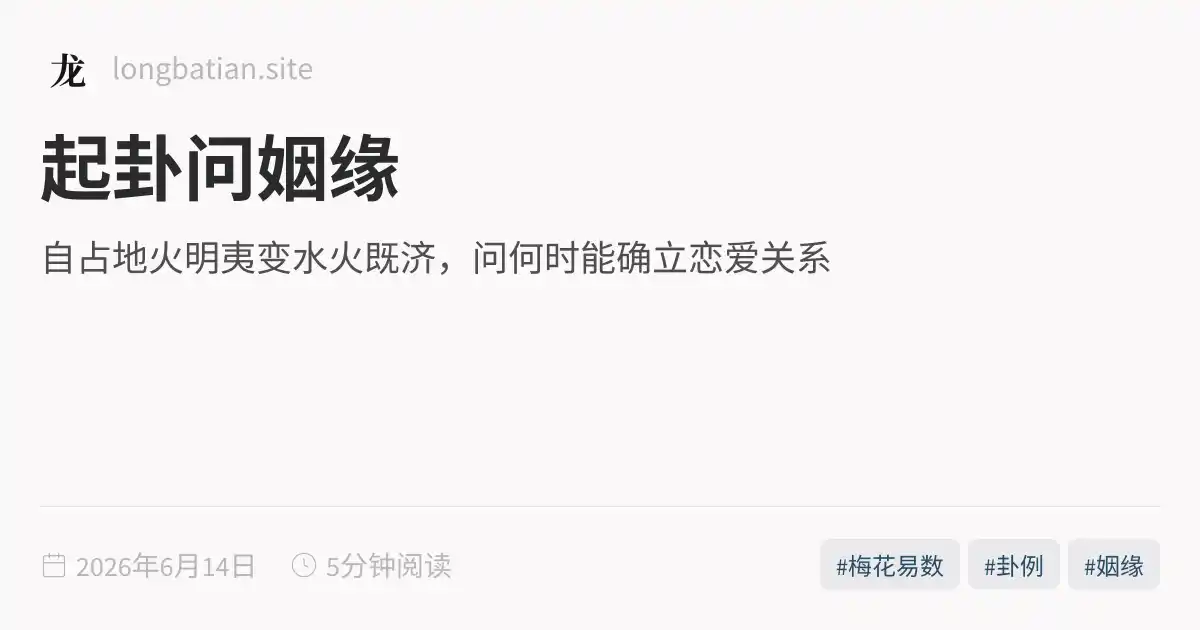 龙 longbatian.site
起卦问姻缘
自占地火明夷变水火既济，问何时能确立恋爱关系
2026年6月14日 5分钟阅读 #梅花易数 #卦例 #姻缘